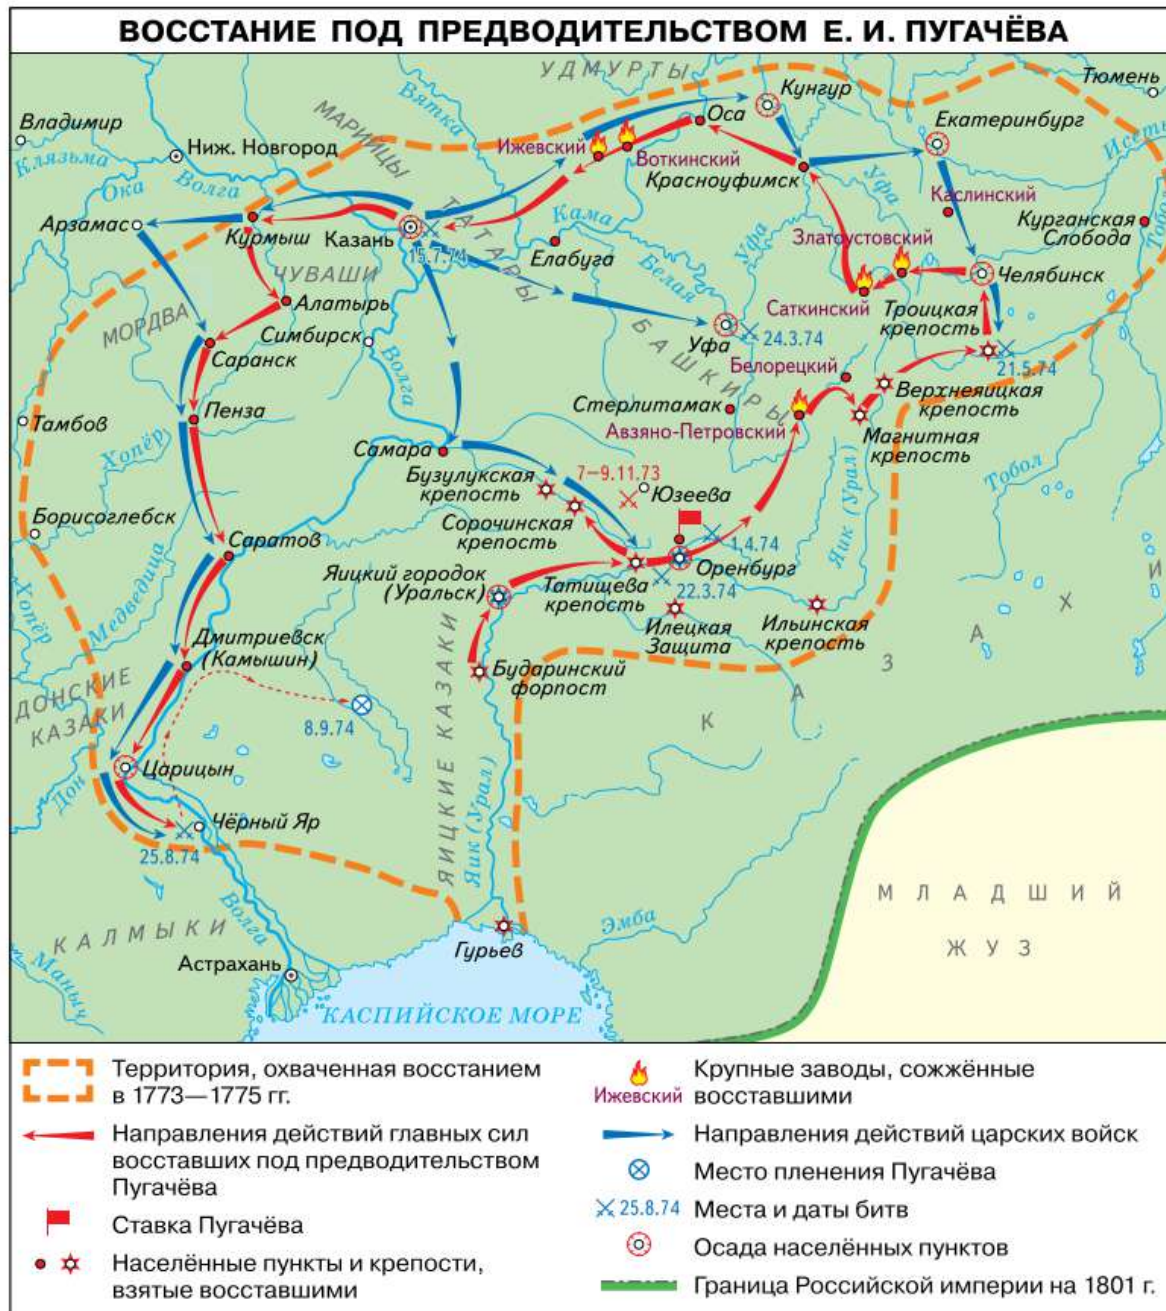 ВОССТАНИЕ ПОД ПРЕДВОДИТЕЛЬСТВОМ Е. И. ПУГАЧЁВА
УДМУРТЫ
Тюмень
Кунгур
Вятка
МАРИЙЦЫ
Владимир
Оса
Екатеринбург
Исеть
Ниж. Новгород
Ижевский
Воткинский
Клязьма
Волга
Красноуфимск
Уфа
Ока
Каслинский
Тобол
ТАТАРЫ
Кама
Арзамас
Курмыш
Казань
15.7.74
Елабуга
Уфа
Златоустовский
Курганская
Слобода
ЧУВАШИ
Белая
Челябинск
Алатырь
Саткинский
Троицкая
крепость
МОРДВА
Симбирск
Уфа
24.3.74
БАШКИРЫ
Саранск
Волга
Белорецкий
21.5.74
Верхнеяицкая
крепость
Пенза
Стерлитамак
Тамбов
Авзяно-Петровский
Магнитная
крепость
Хопёр
Самара
Бузулукская
крепость
7—9.11.73
Юзеева
Яик (Урал)
Тобол
Борисоглебск
Сорочинская
крепость
Саратов
1.4.74
Оренбург
Яицкий городок
(Уральск)
Татищева
крепость
22.3.74
Хопёр
Медведица
Илецкая
Защита
Ильинская
крепость
КАЗАХИ
Дмитриевск
(Камышин)
Бударинский
форпост
ДОНСКИЕ
КАЗАКИ
8.9.74
ЯИЦКИЕ КАЗАКИ
Дон
Царицын
Яик (Урал)
Чёрный Яр
25.8.74
МЛАДШИЙ
ЖУЗ
КАЛМЫКИ
Волга
Эмба
Гурьев
Маныч
Астрахань
КАСПИЙСКОЕ МОРЕ
Территория, охваченная восстанием
в 1773—1775 гг.
Направления действий главных сил
восставших под предводительством
Пугачёва
Ставка Пугачёва
Населённые пункты и крепости,
взятые восставшими
Ижевский
Крупные заводы, сожжённые
восставшими
Направления действий царских войск
Место пленения Пугачёва
25.8.74 Места и даты битв
Осада населённых пунктов
Граница Российской империи на 1801 г.